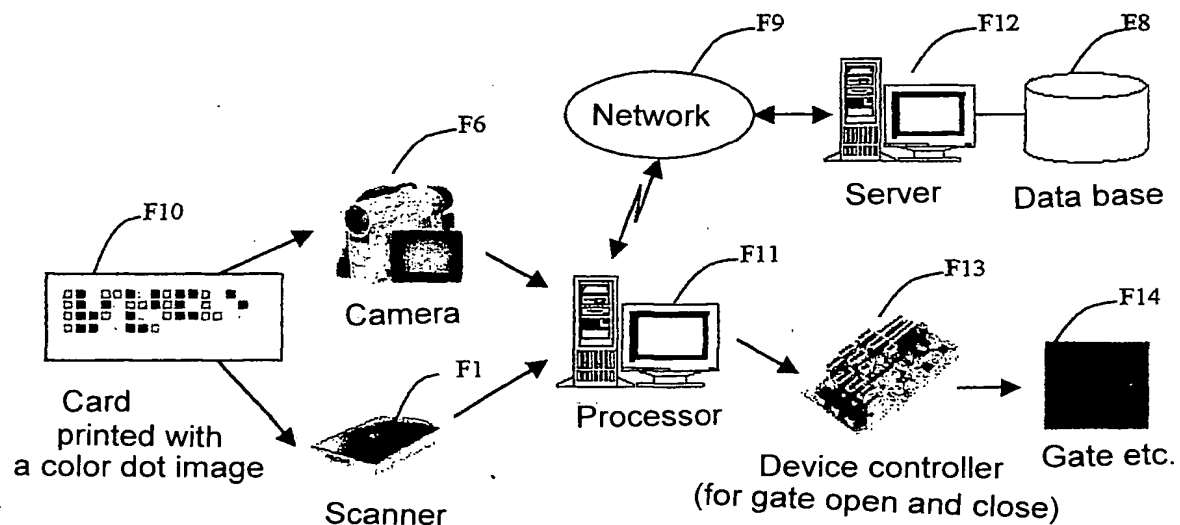 F9
F12
E8
Network
F6
Server
Data base
F10
F11
F13
Camera
F14
F1
Card
printed with
a color dot image
Processor
Scanner
Device controller
(for gate open and close)
Gate etc.